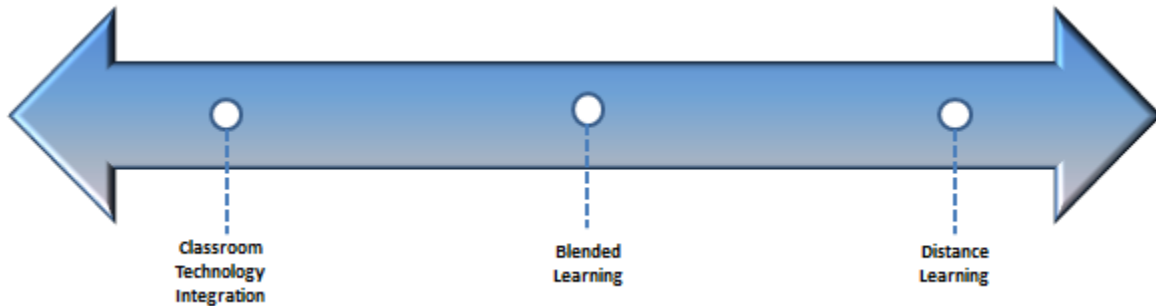 Classroom
Technology
Integration
Blended
Learning
Distance
Learning